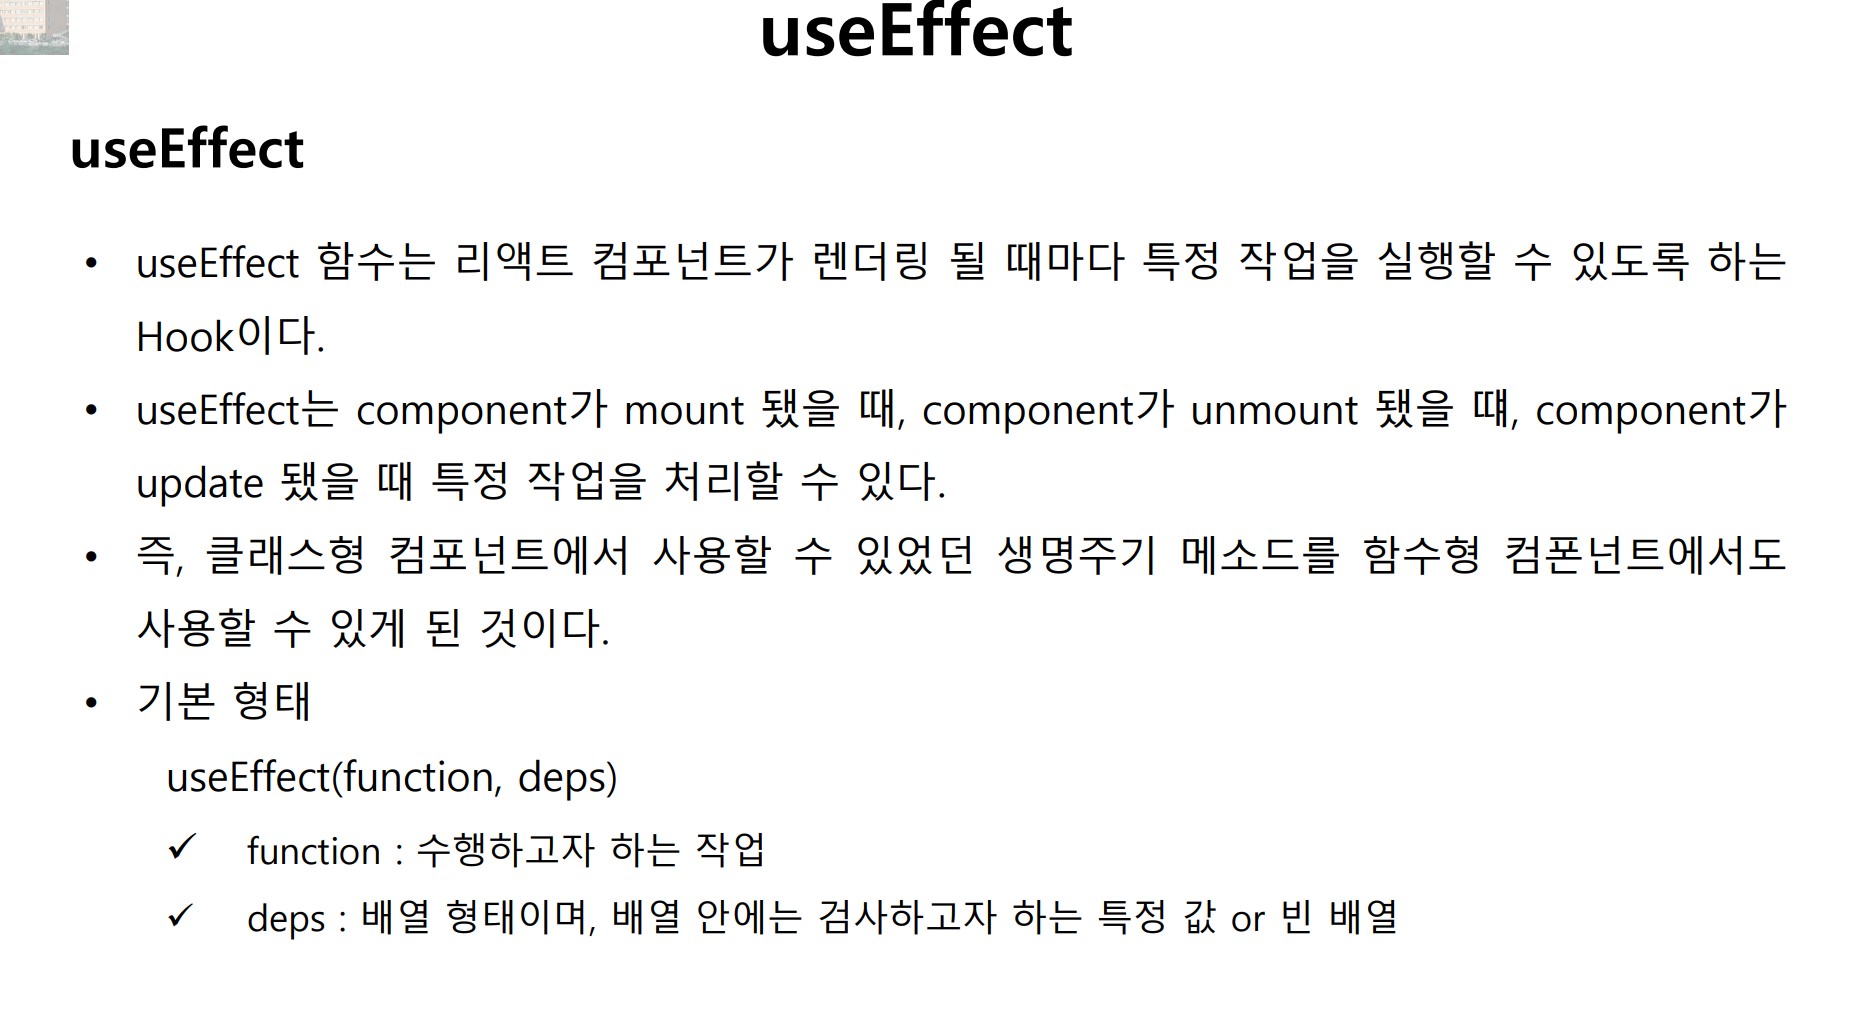 useEffect
useEffect
• useEffect 함수는 리액트 컴포넌트가 렌더링 될 때마다 특정 작업을 실행할 수 있도록 하는
Hook이다.
• useEffect는 component가 mount 됐을 때, component가 unmount 됐을 떄, component가
update 됐을 때 특정 작업을 처리할 수 있다.
• 즉, 클래스형 컴포넌트에서 사용할 수 있었던 생명주기 메소드를 함수형 컴폰넌트에서도
사용할 수 있게 된 것이다.
• 기본 형태
useEffect(function, deps)
✓ function : 수행하고자 하는 작업
✓ deps : 배열 형태이며, 배열 안에는 검사하고자 하는 특정 값 or 빈 배열